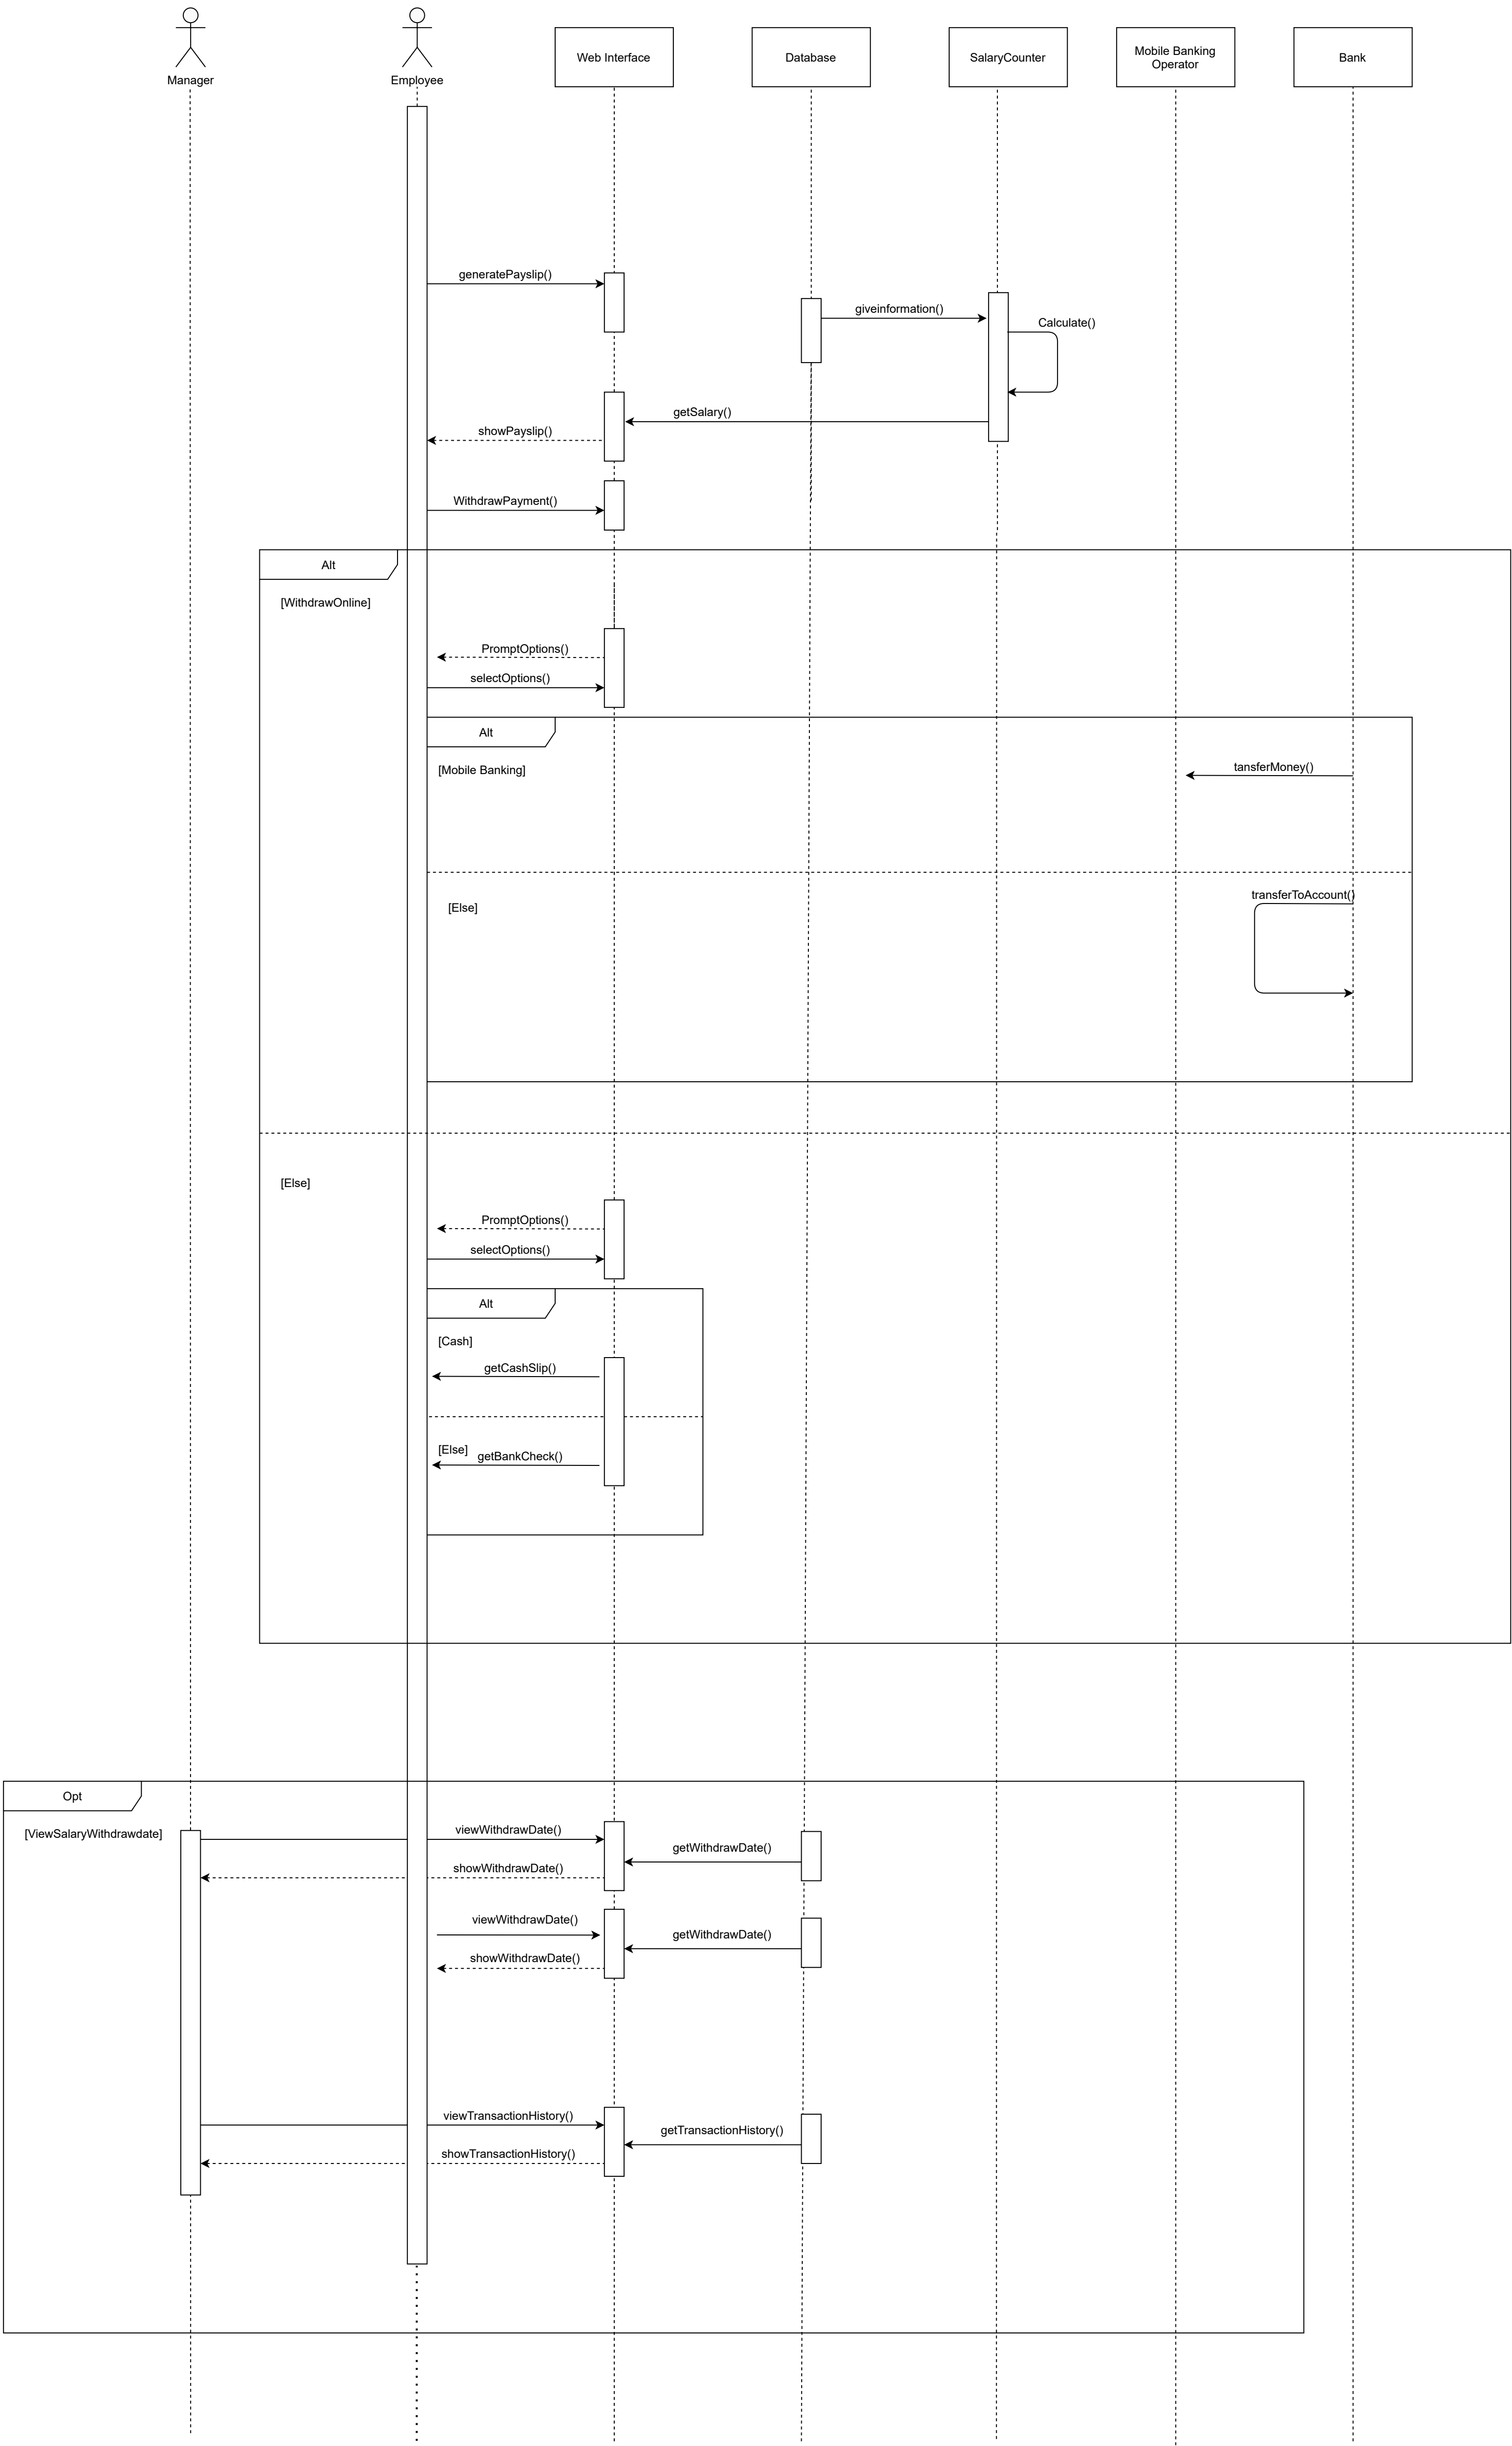 Manager
Employee
Web Interface
Database
SalaryCounter
Mobile Banking
Operator
Bank
generatePayslip()
giveinformation()
Calculate()
getSalary()
showPayslip()
WithdrawPayment()
Alt
[WithdrawOnline]
PromptOptions()
selectOptions()
Alt
[Mobile Banking]
tansferMoney()
transferToAccount()
[Else]
[Else]
PromptOptions()
selectOptions()
Alt
[Cash]
getCashSlip()
[Else]
getBankCheck()
Opt
[ViewSalaryWithdrawdate]
viewWithdrawDate()
getWithdrawDate()
showWithdrawDate()
viewWithdrawDate()
getWithdrawDate()
showWithdrawDate()
viewTransactionHistory()
getTransactionHistory()
showTransactionHistory()